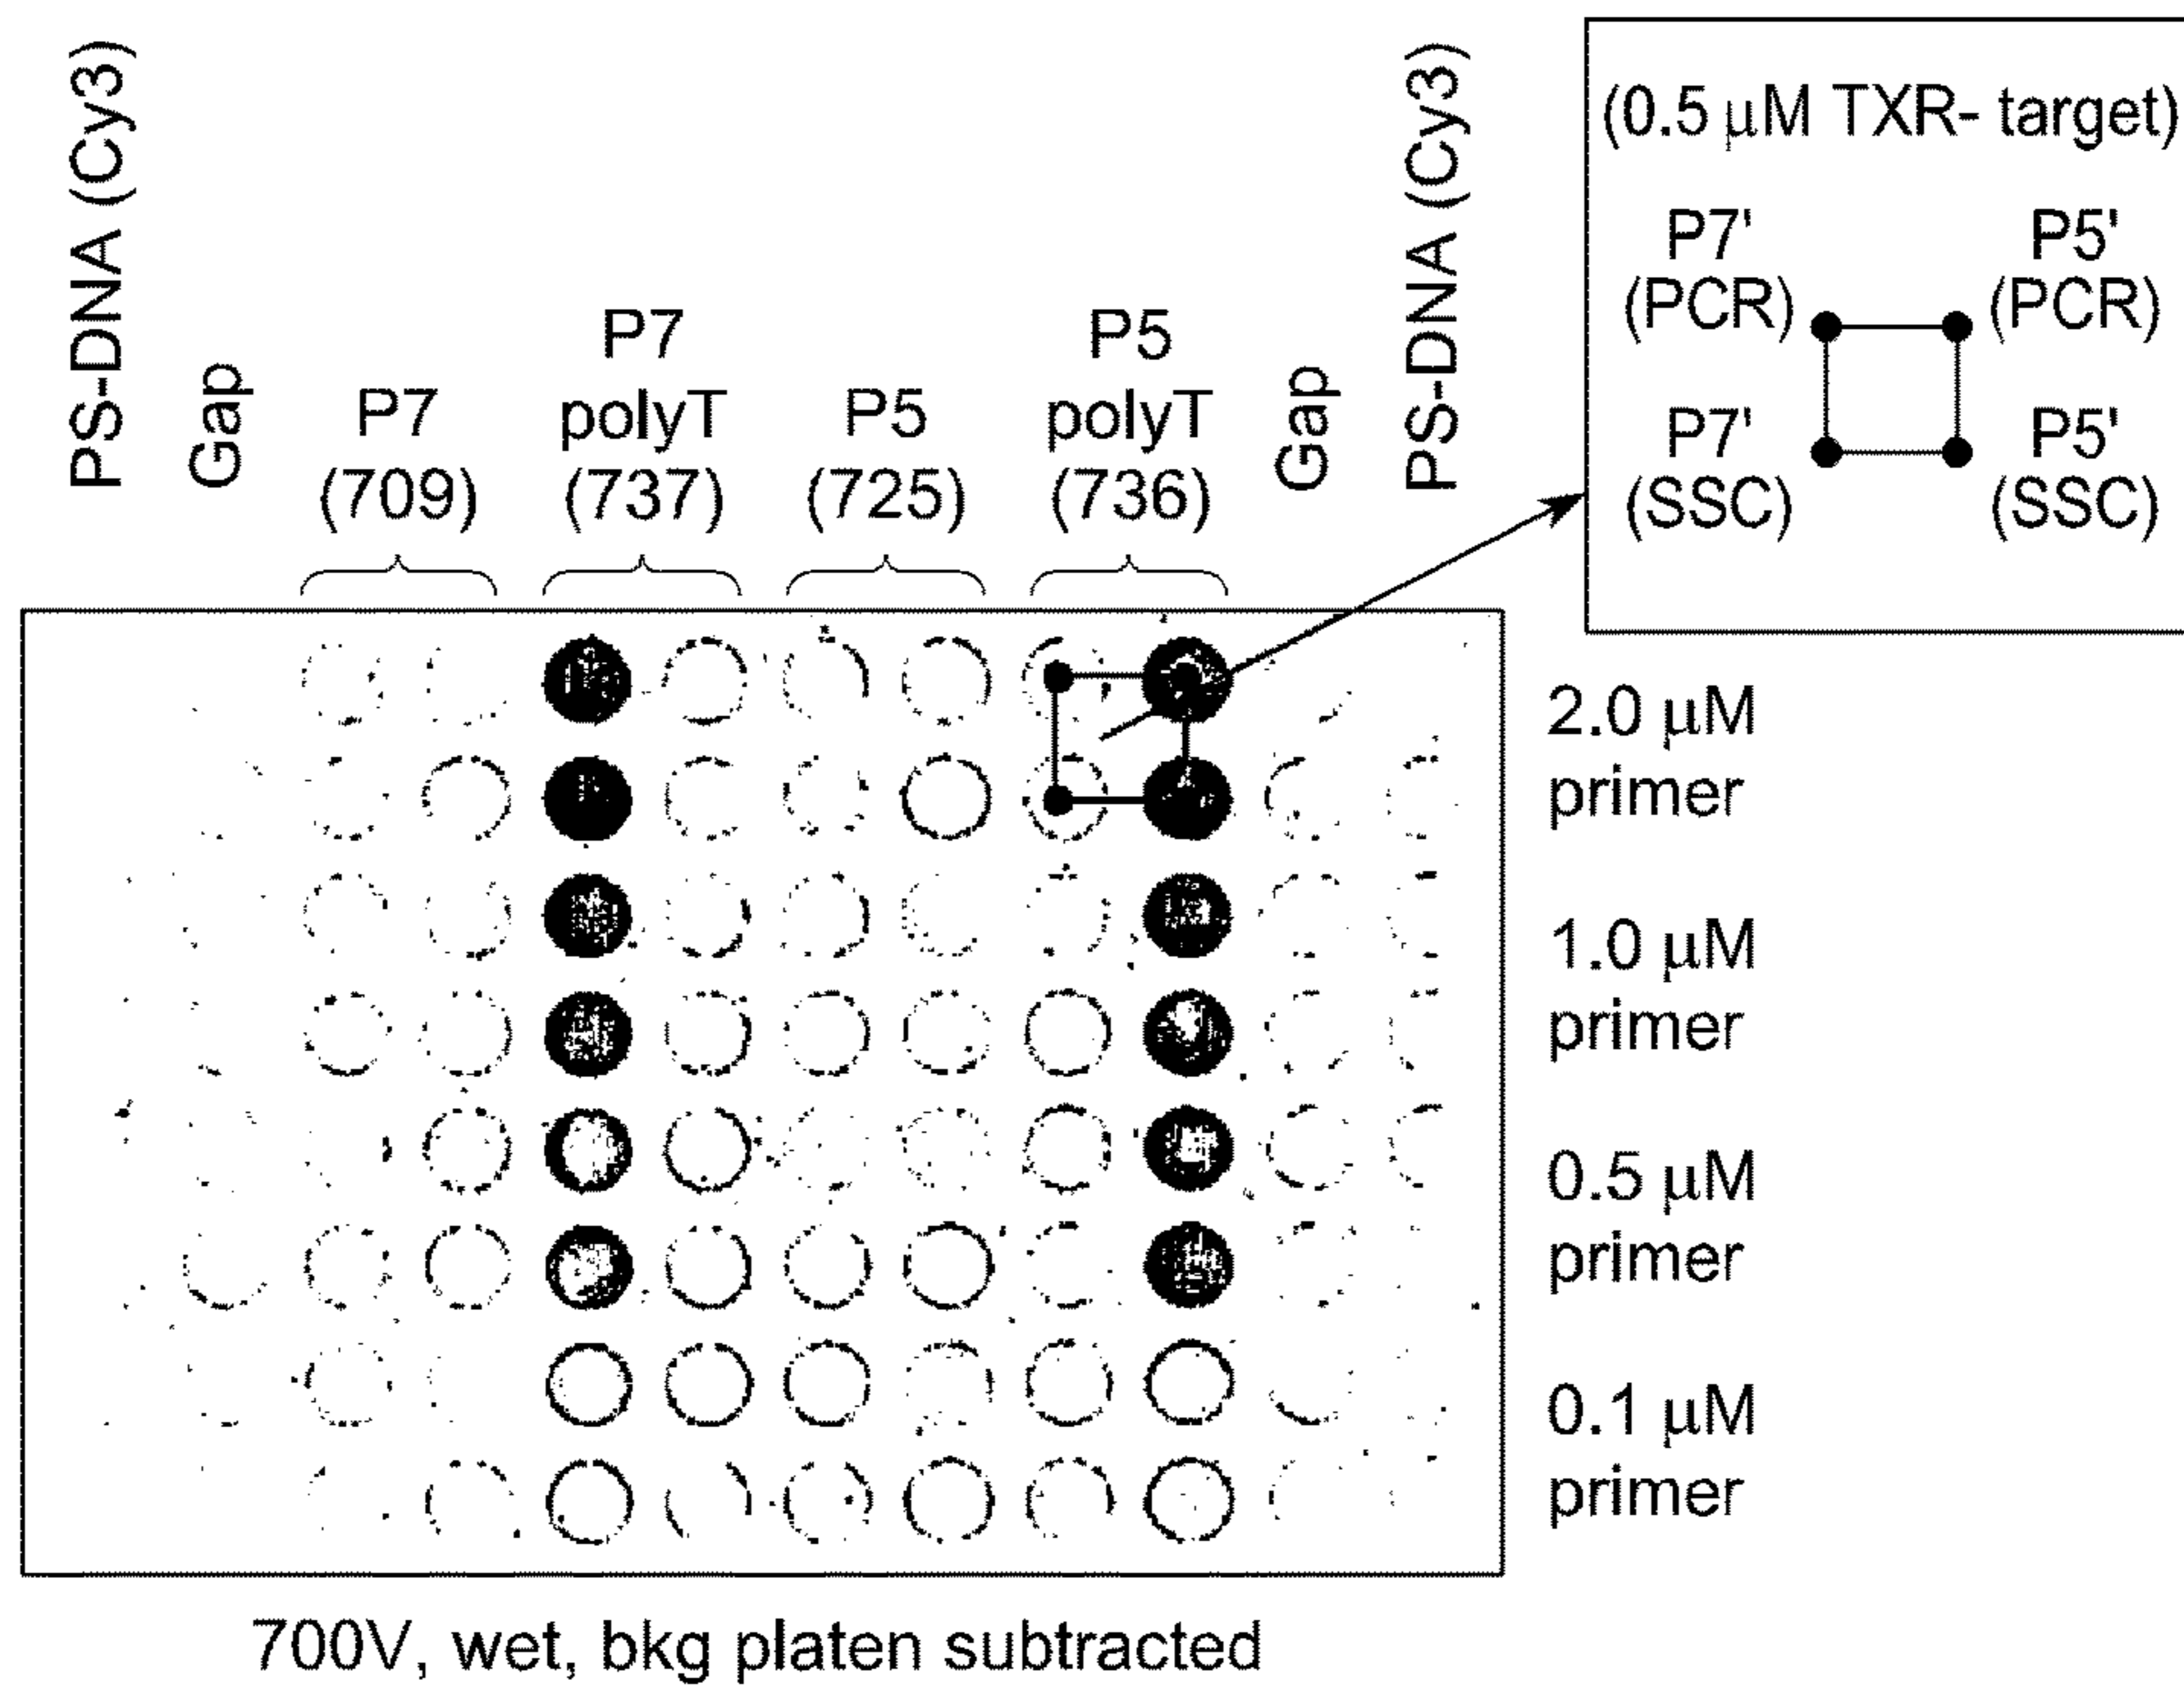 PS-DNA (Cy3)
Gap
P7
(709)
P7
polyT
(737)
P5
(725)
P5
polyT
(736)
Gap
PS-DNA (Cy3)
(0.5 μM TXR- target)
P7' P5'
(PCR) (PCR)
P7' P5'
(SSC) (SSC)
2.0 μM
primer
1.0 μM
primer
0.5 μM
primer
0.1 μM
primer
700V, wet, bkg platen subtracted